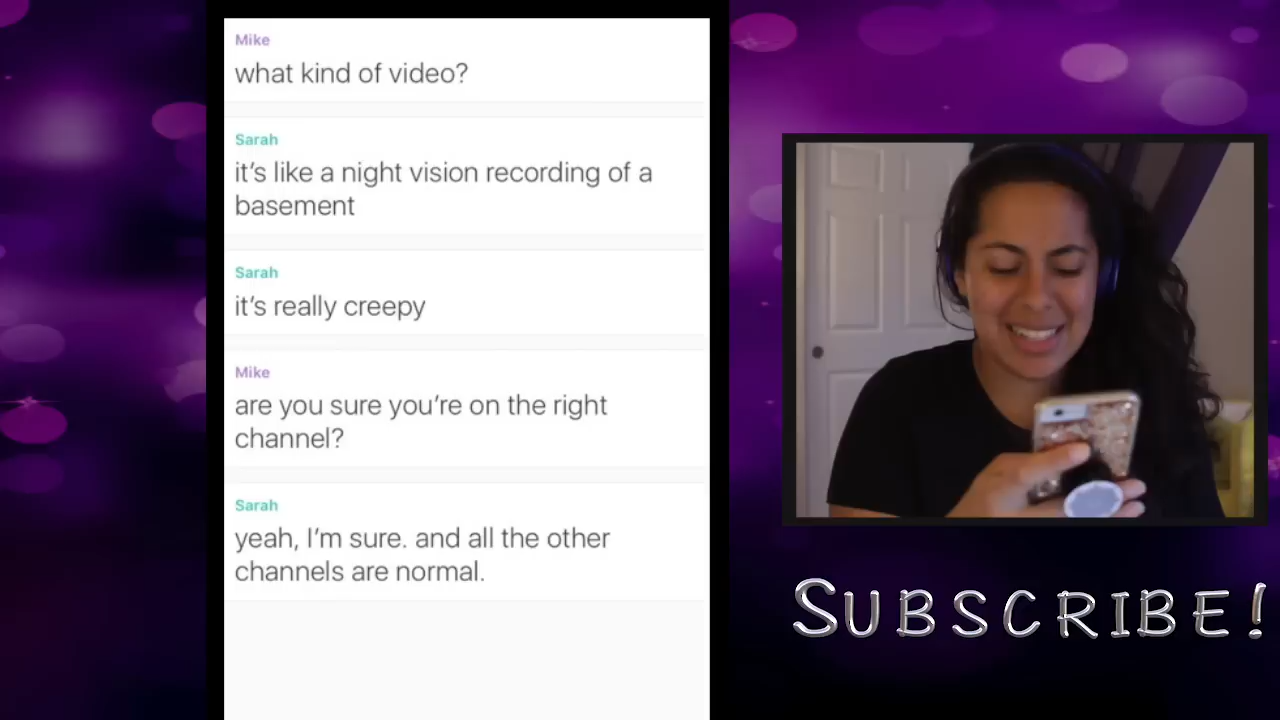 Mike
what kind of video?
Sarah
it's like a night vision recording of a
basement
Sarah
it's really creepy
Mike
are you sure you're on the right
channel?
Sarah
yeah, I'm sure. and all the other
channels are normal.
SUBSCRIBE!